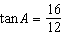 tan A = 16/12